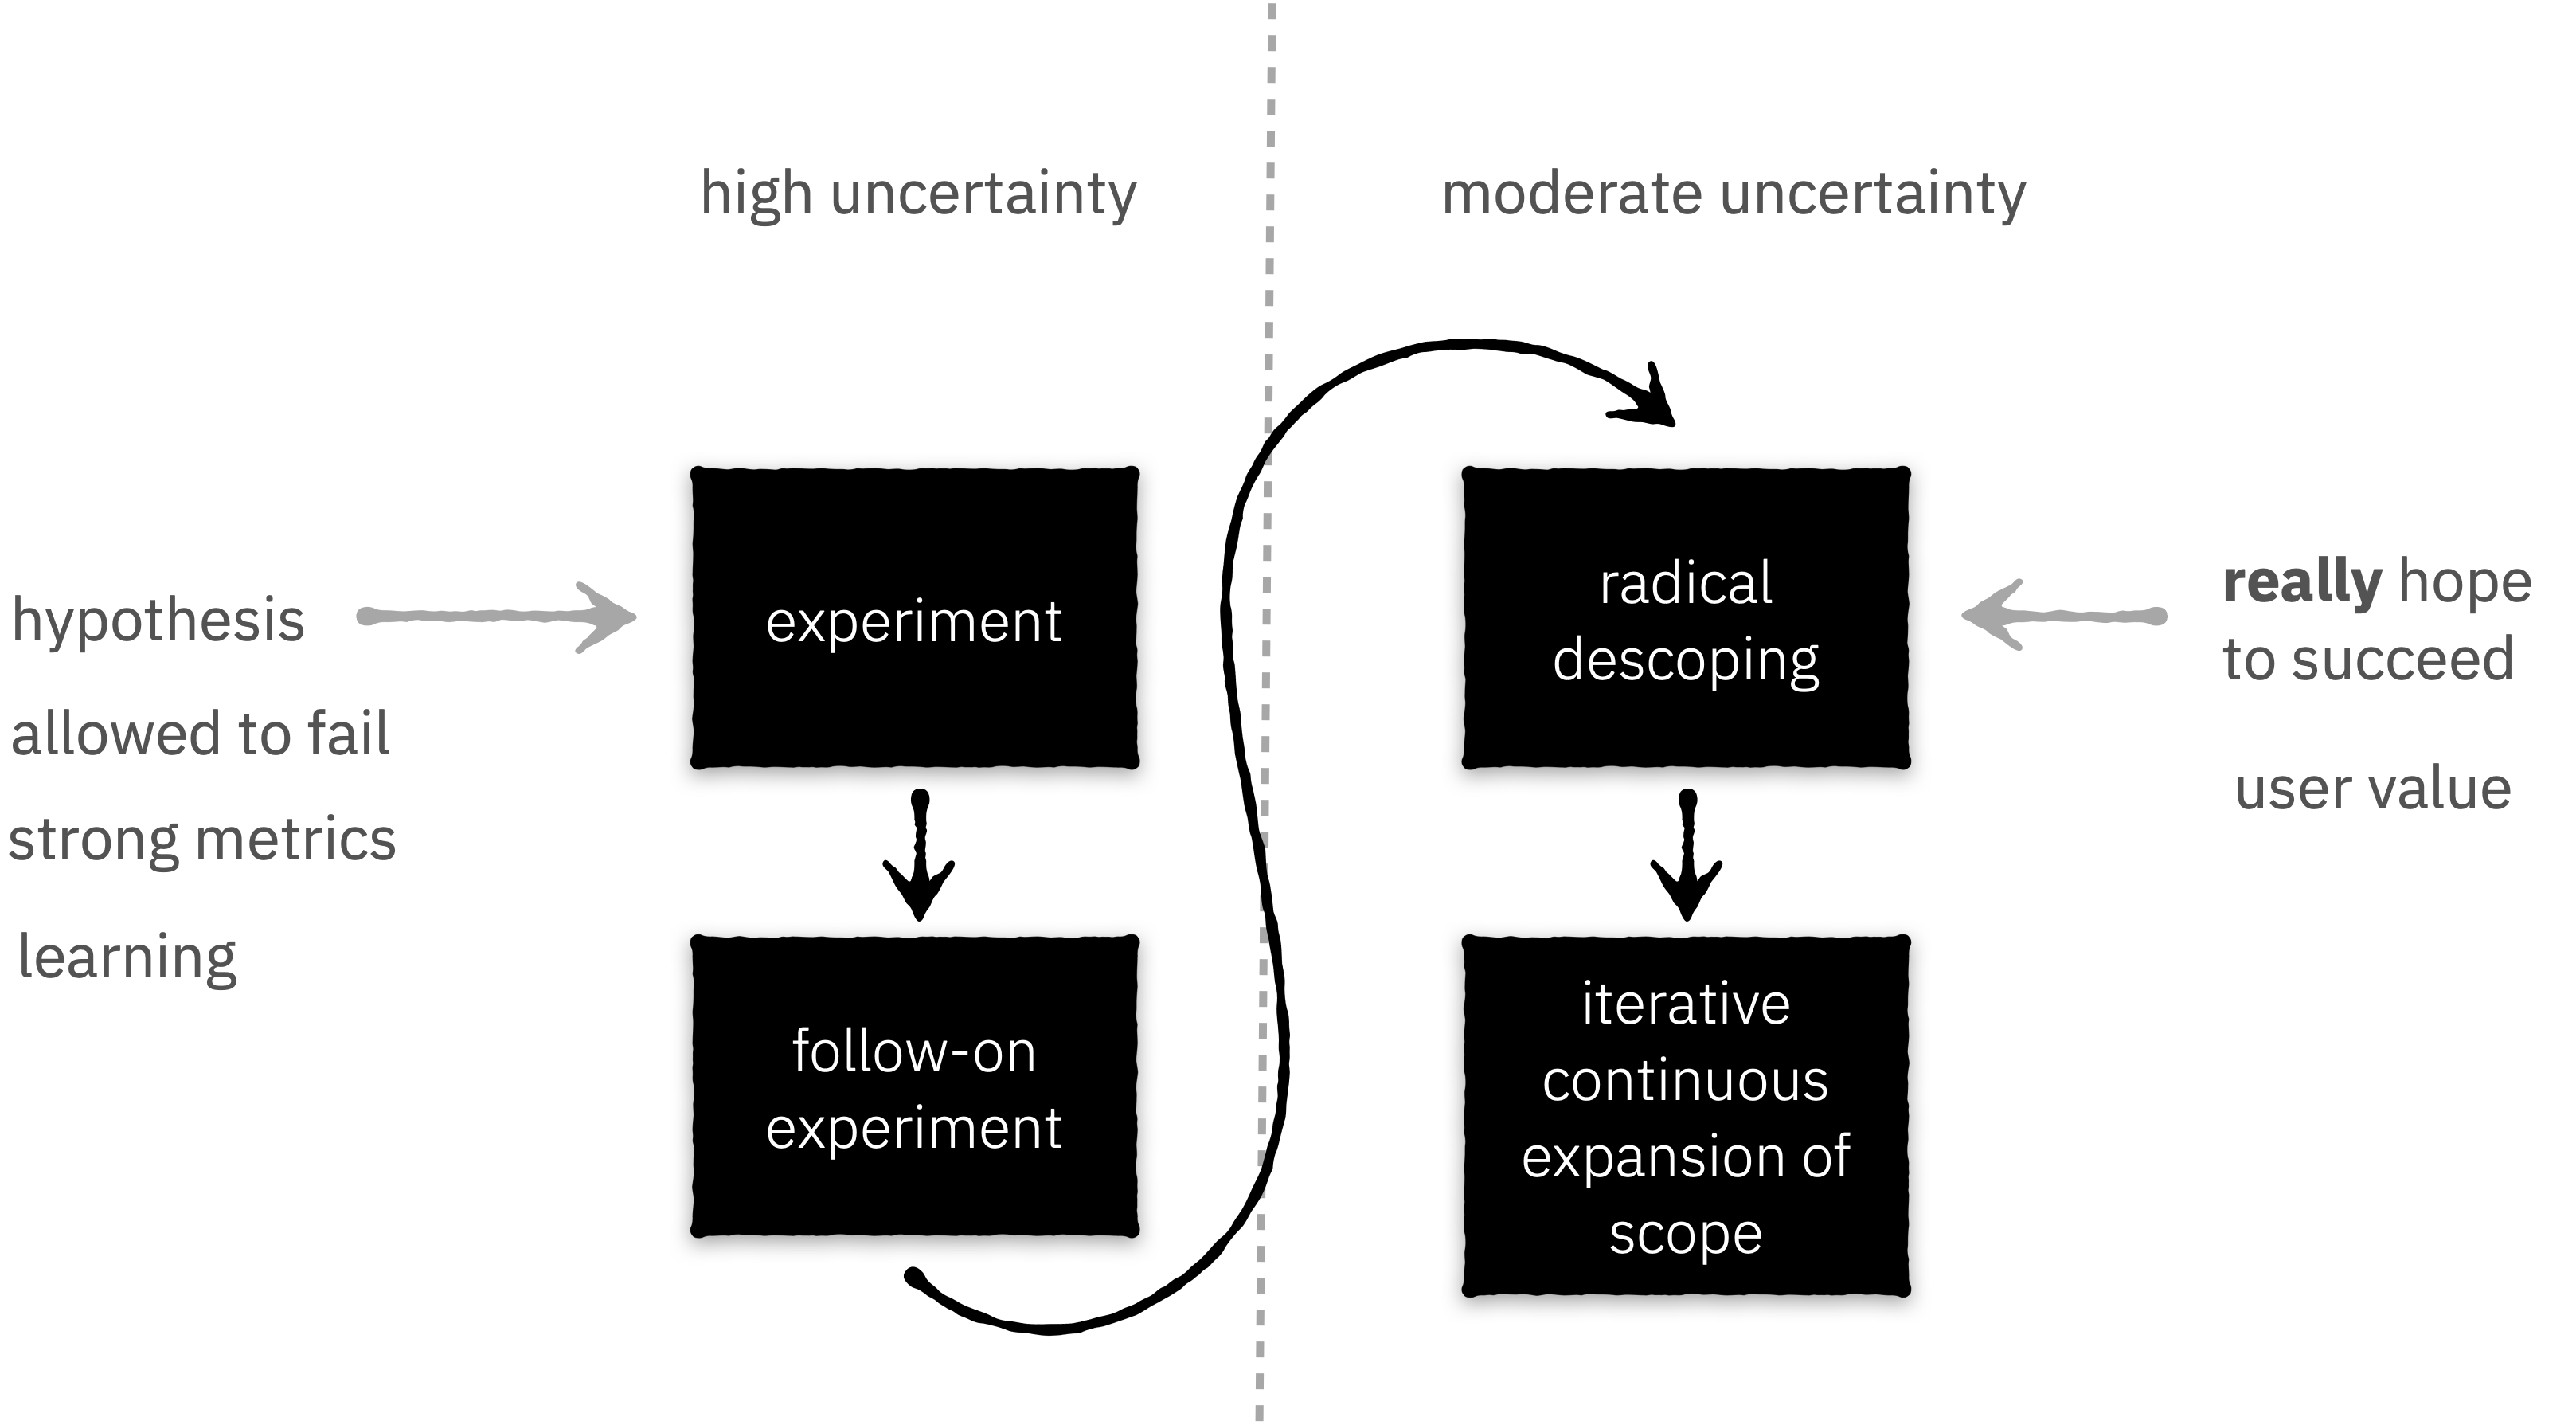 high uncertainty
moderate uncertainty
hypothesis
allowed to fail
strong metrics
learning
experiment
follow-on
experiment
radical
descoping
iterative
continuous
expansion of
scope
really hope
to succeed
user value